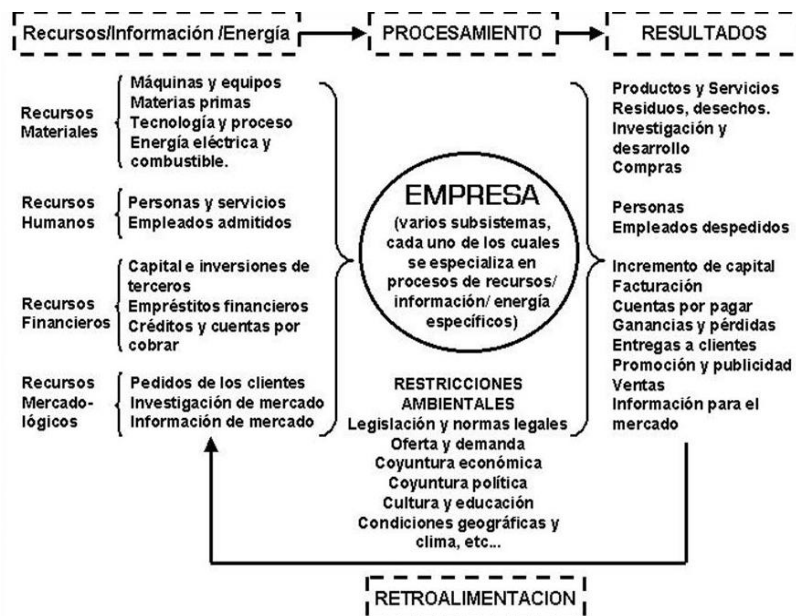 Recursos/Información /Energía
PROCESAMIENTO
RESULTADOS
Recursos
Materiales
Máquinas y equipos
Materias primas
Tecnología y proceso
Energía eléctrica y
combustible.
Recursos
Humanos
Personas y servicios
Empleados admitidos
Recursos
Financieros
Capital e inversiones de
terceros
Empréstitos financieros
Créditos y cuentas por
cobrar
Recursos
Mercado-
lógicos
Pedidos de los clientes
Investigación de mercado
Información de mercado
EMPRESA
(varios subsistemas,
cada uno de los cuales
se especializa en
procesos de recursos/
información/ energía
específicos)
RESTRICCIONES
AMBIENTALES
Legislación y normas legales
Oferta y demanda
Coyuntura económica
Coyuntura política
Cultura y educación
Condiciones geográficas y
clima, etc...
Productos y Servicios
Residuos, desechos.
Investigación y
desarrollo
Compras
Personas
Empleados despedidos
Incremento de capital
Facturación
Cuentas por pagar
Ganancias y pérdidas
Entregas a clientes
Promoción y publicidad
Ventas
Información para el
mercado
RETROALIMENTACION